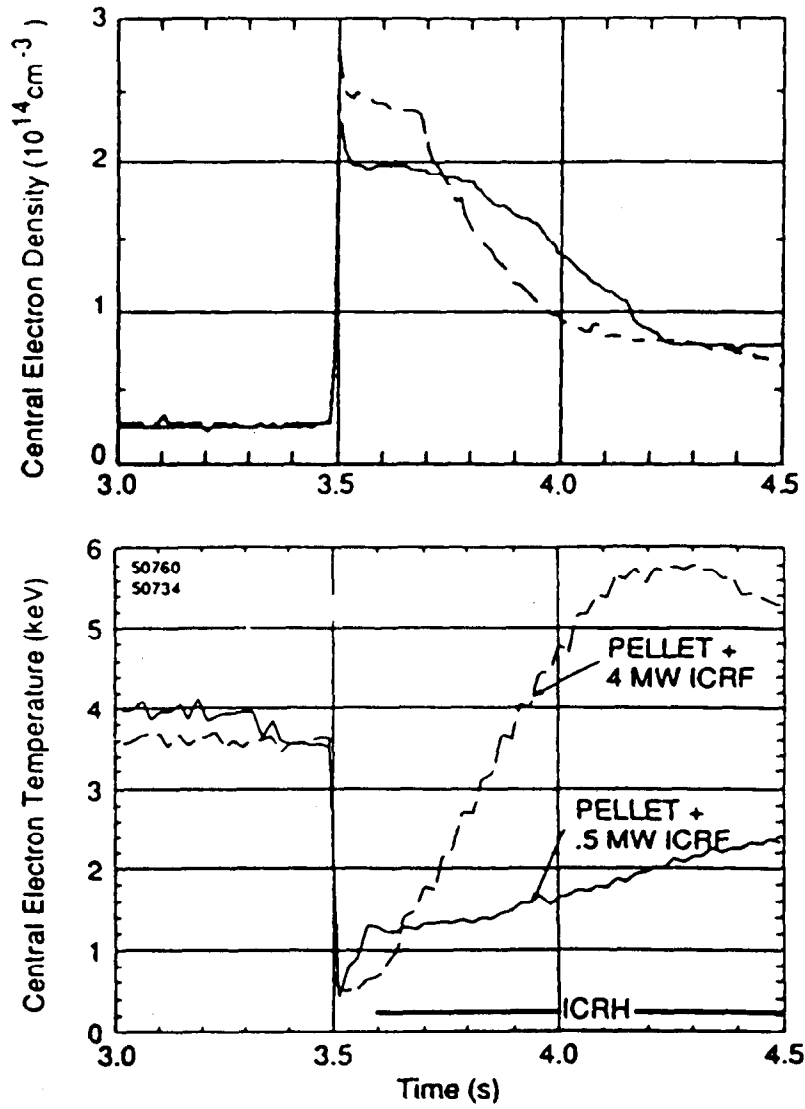 Central Electron Density (10^14 cm^-3)
3
2
1
0
3.0 3.5 4.0 4.5
Central Electron Temperature (keV)
6
50760
50734
5
PELLET +
4 MW ICRF
4
3
PELLET +
.5 MW ICRF
2
1
ICRH
0
3.0 3.5 4.0 4.5
Time (s)